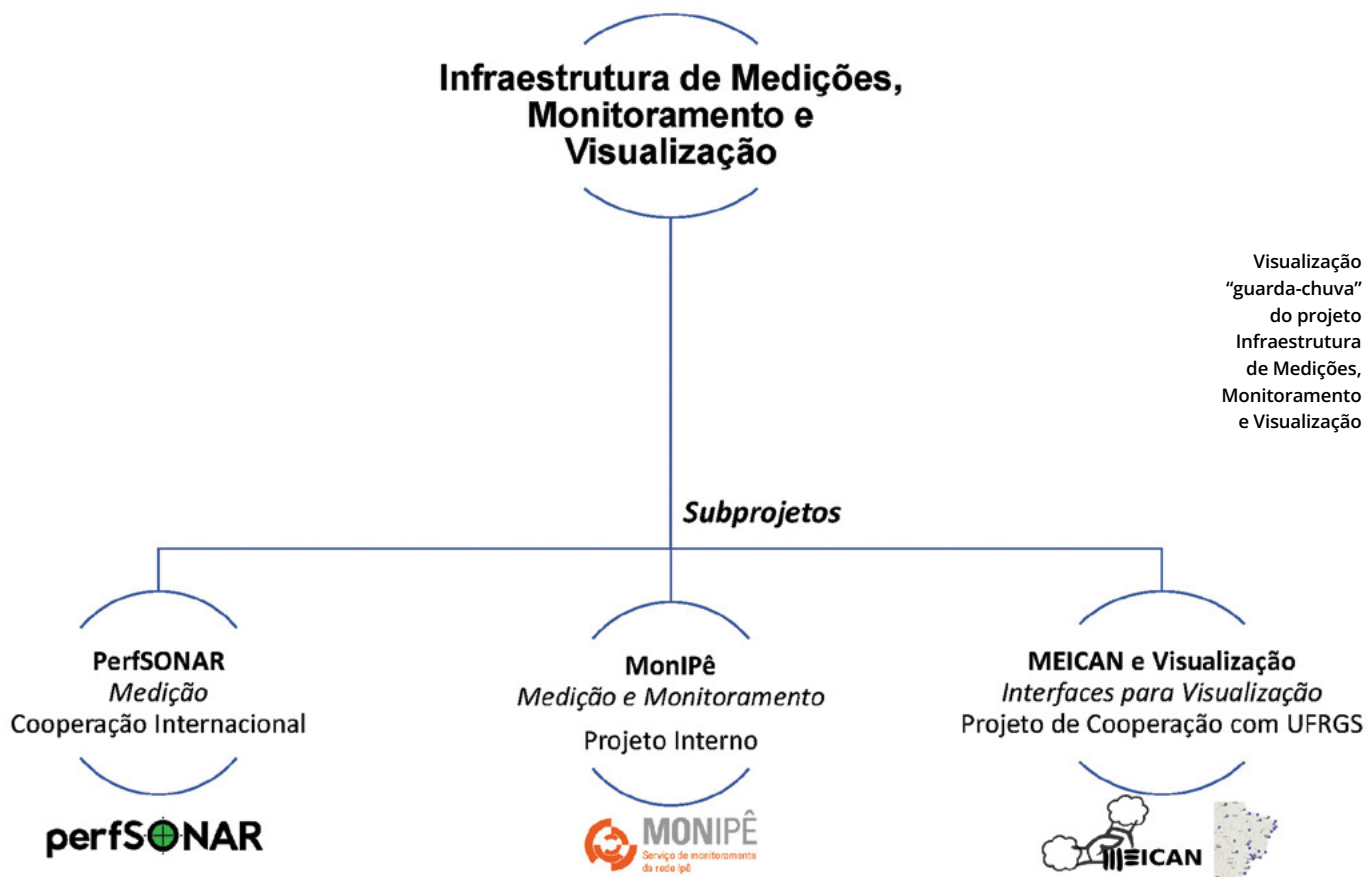 Infraestrutura de Medições,
Monitoramento e
Visualização
Visualização
“guarda-chuva”
do projeto
Infraestrutura
de Medições,
Monitoramento
e Visualização
Subprojetos
PerfSONAR
Medição
Cooperação Internacional
perfSONAR
MonIPê
Medição e Monitoramento
Projeto Interno
MONIPÊ
Serviço de monitoramento
da rede Ipê
MEICAN e Visualização
Interfaces para Visualização
Projeto de Cooperação com UFRGS
MEICAN